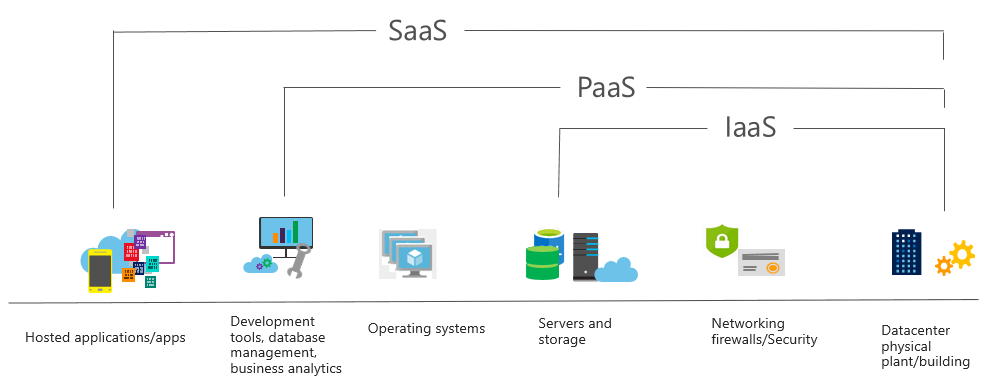 SaaS
PaaS
IaaS
Hosted applications/apps
Development
tools, database
management,
business analytics
Operating systems
Servers and
storage
Networking
firewalls/Security
Datacenter
physical
plant/building